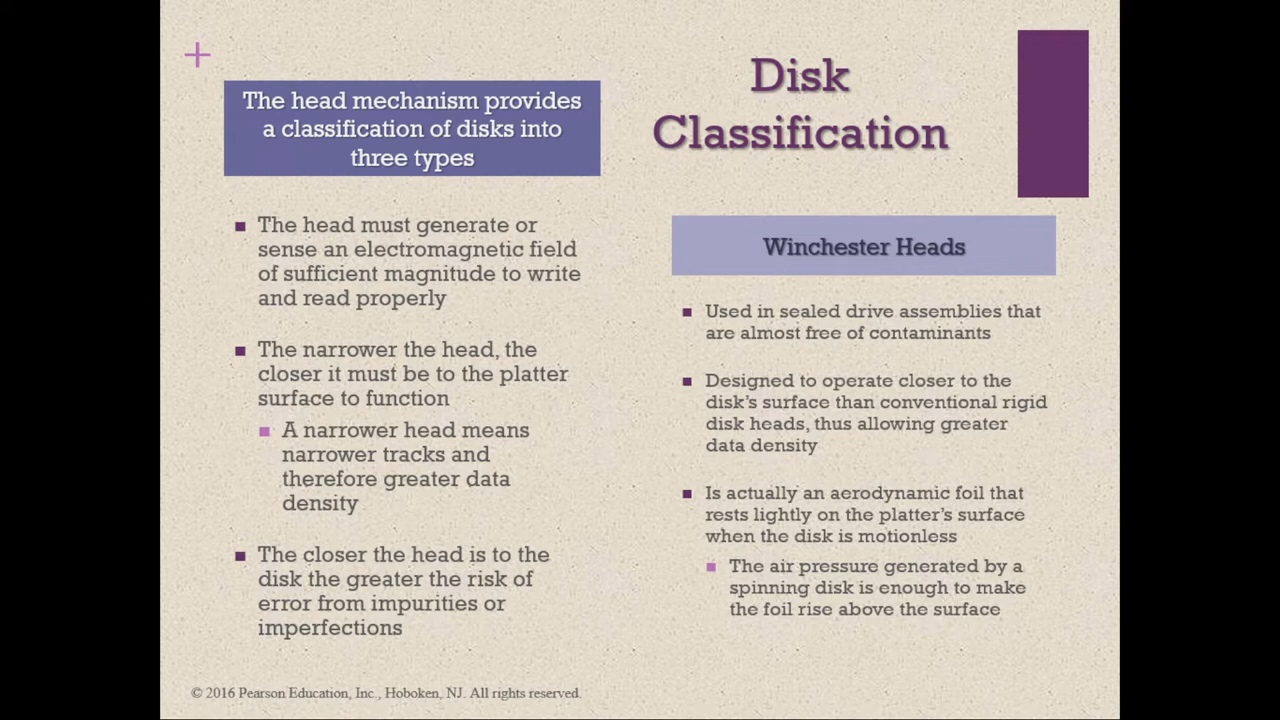 +
Disk
Classification
The head mechanism provides
a classification of disks into
three types
■ The head must generate or
sense an electromagnetic field
of sufficient magnitude to write
and read properly
■ The narrower the head, the
closer it must be to the platter
surface to function
■ A narrower head means
narrower tracks and
therefore greater data
density
■ The closer the head is to the
disk the greater the risk of
error from impurities or
imperfections
Winchester Heads
■ Used in sealed drive assemblies that
are almost free of contaminants
■ Designed to operate closer to the
disk's surface than conventional rigid
disk heads, thus allowing greater
data density
■ Is actually an aerodynamic foil that
rests lightly on the platter's surface
when the disk is motionless
■ The air pressure generated by a
spinning disk is enough to make
the foil rise above the surface
© 2016 Pearson Education, Inc., Hoboken, NJ. All rights reserved.